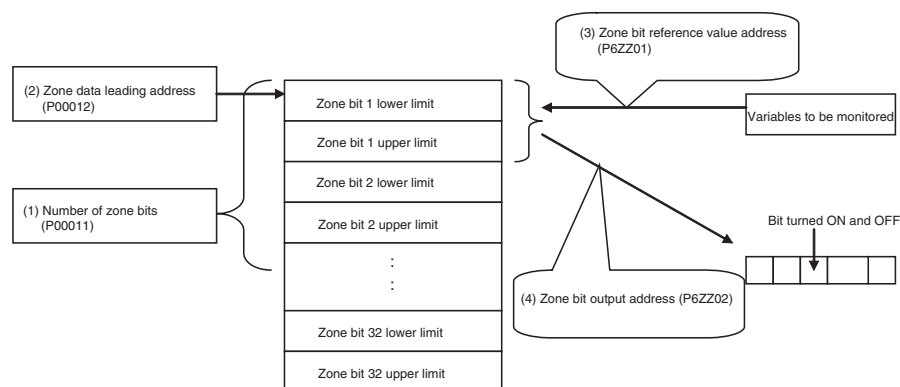 (3) Zone bit reference value address
(P6ZZ01)
(2) Zone data leading address
(P00012)
Zone bit 1 lower limit
Variables to be monitored
Zone bit 1 upper limit
Zone bit 2 lower limit
(1) Number of zone bits
(P00011)
Zone bit 2 upper limit
Bit turned ON and OFF
:
:
(4) Zone bit output address (P6ZZ02)
Zone bit 32 lower limit
Zone bit 32 upper limit